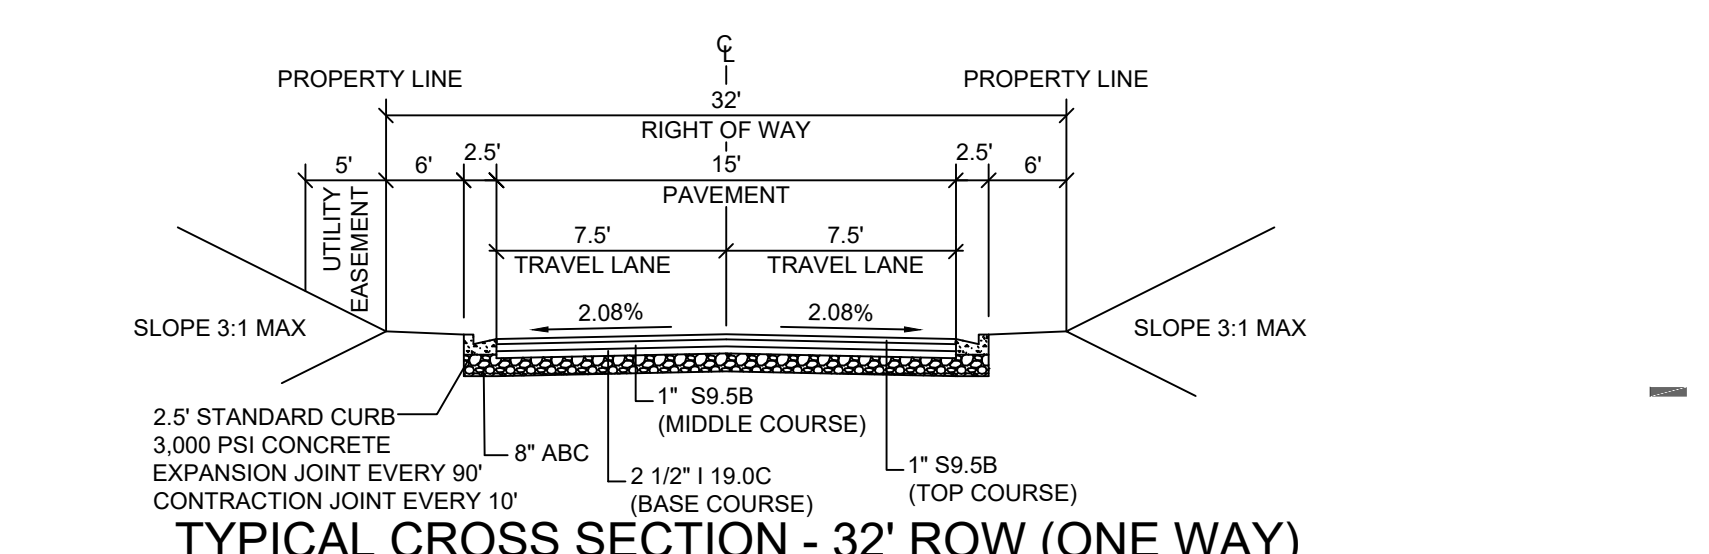 ℄
PROPERTY LINE
PROPERTY LINE
32'
RIGHT OF WAY
5'
6'
2.5'
15'
2.5'
6'
PAVEMENT
UTILITY
EASEMENT
7.5'
7.5'
TRAVEL LANE
TRAVEL LANE
2.08%
2.08%
SLOPE 3:1 MAX
SLOPE 3:1 MAX
2.5' STANDARD CURB
3,000 PSI CONCRETE
EXPANSION JOINT EVERY 90'
CONTRACTION JOINT EVERY 10'
8" ABC
1" S9.5B
(MIDDLE COURSE)
2 1/2" I 19.0C
(BASE COURSE)
1" S9.5B
(TOP COURSE)
TYPICAL CROSS SECTION - 32' ROW (ONE WAY)